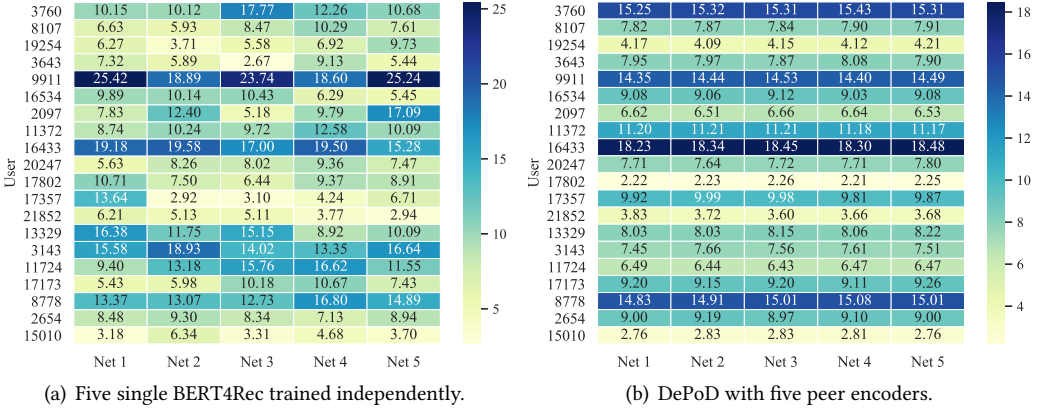 3760 10.15 10.12 17.77 12.26 10.68
8107 6.63 5.93 8.47 10.29 7.61
19254 6.27 3.71 5.58 6.92 9.73
3643 7.32 5.89 2.67 9.13 5.44
9911 25.42 18.89 23.74 18.60 25.24
16534 9.89 10.14 10.43 6.29 5.45
2097 7.83 12.40 5.18 9.79 17.09
11372 8.74 10.24 9.72 12.58 10.09
16433 19.18 19.58 17.00 19.50 15.28
20247 5.63 8.26 8.02 9.36 7.47
17802 10.71 7.50 6.44 9.37 8.91
17357 13.64 2.92 3.10 4.24 6.71
21852 6.21 5.13 5.11 3.77 2.94
13329 16.38 11.75 15.15 8.92 10.09
3143 15.58 18.93 14.02 13.35 16.64
11724 9.40 13.18 15.76 16.62 11.55
17173 5.43 5.98 10.18 10.67 7.43
8778 13.37 13.07 12.73 16.80 14.89
2654 8.48 9.30 8.34 7.13 8.94
15010 3.18 6.34 3.31 4.68 3.70
User
Net 1 Net 2 Net 3 Net 4 Net 5
25
20
15
10
5
(a) Five single BERT4Rec trained independently.
3760 15.25 15.32 15.31 15.43 15.31
8107 7.82 7.87 7.84 7.90 7.91
19254 4.17 4.09 4.15 4.12 4.21
3643 7.95 7.97 7.87 8.08 7.90
9911 14.35 14.44 14.53 14.40 14.49
16534 9.08 9.06 9.12 9.03 9.08
2097 6.62 6.51 6.66 6.64 6.53
11372 11.20 11.21 11.21 11.18 11.17
16433 18.23 18.34 18.45 18.30 18.48
20247 7.71 7.64 7.72 7.71 7.80
17802 2.22 2.23 2.26 2.21 2.25
17357 9.92 9.99 9.98 9.81 9.87
21852 3.83 3.72 3.60 3.66 3.68
13329 8.03 8.03 8.15 8.06 8.22
3143 7.45 7.66 7.56 7.61 7.51
11724 6.49 6.44 6.43 6.47 6.47
17173 9.20 9.15 9.20 9.11 9.26
8778 14.83 14.91 15.01 15.08 15.01
2654 9.00 9.19 8.97 9.10 9.00
15010 2.76 2.83 2.83 2.81 2.76
User
Net 1 Net 2 Net 3 Net 4 Net 5
18
16
14
12
10
8
6
4
(b) DePoD with five peer encoders.